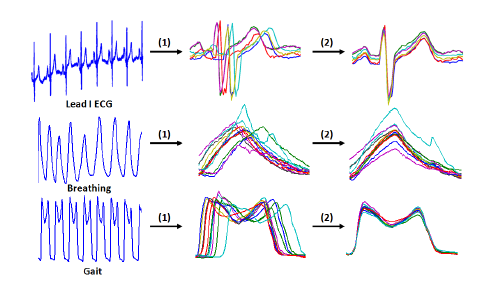 (1) (2)
Lead I ECG
(1) (2)
Breathing
(1) (2)
Gait